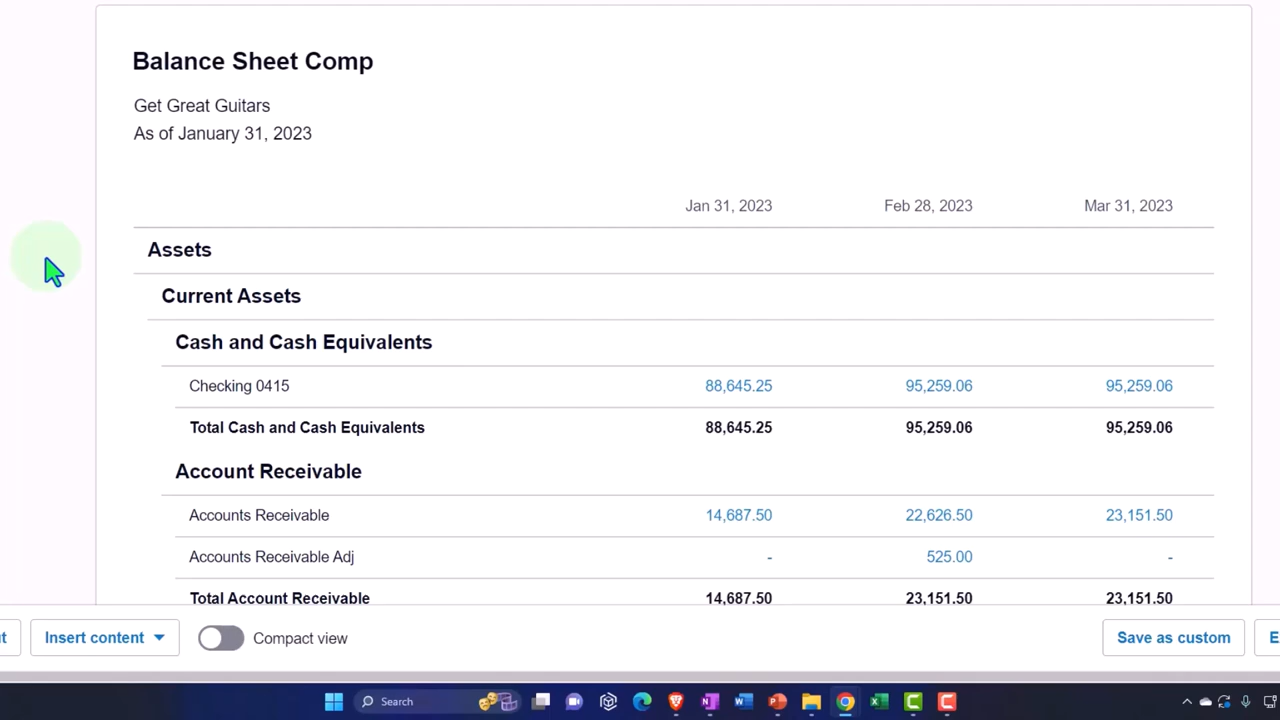 Balance Sheet Comp
Get Great Guitars
As of January 31, 2023
Jan 31, 2023 Feb 28, 2023 Mar 31, 2023
Assets
Current Assets
Cash and Cash Equivalents
Checking 0415 88,645.25 95,259.06 95,259.06
Total Cash and Cash Equivalents 88,645.25 95,259.06 95,259.06
Account Receivable
Accounts Receivable 14,687.50 22,626.50 23,151.50
Accounts Receivable Adj - 525.00 -
Total Account Receivable 14,687.50 23,151.50 23,151.50
Insert content Compact view Save as custom
Search